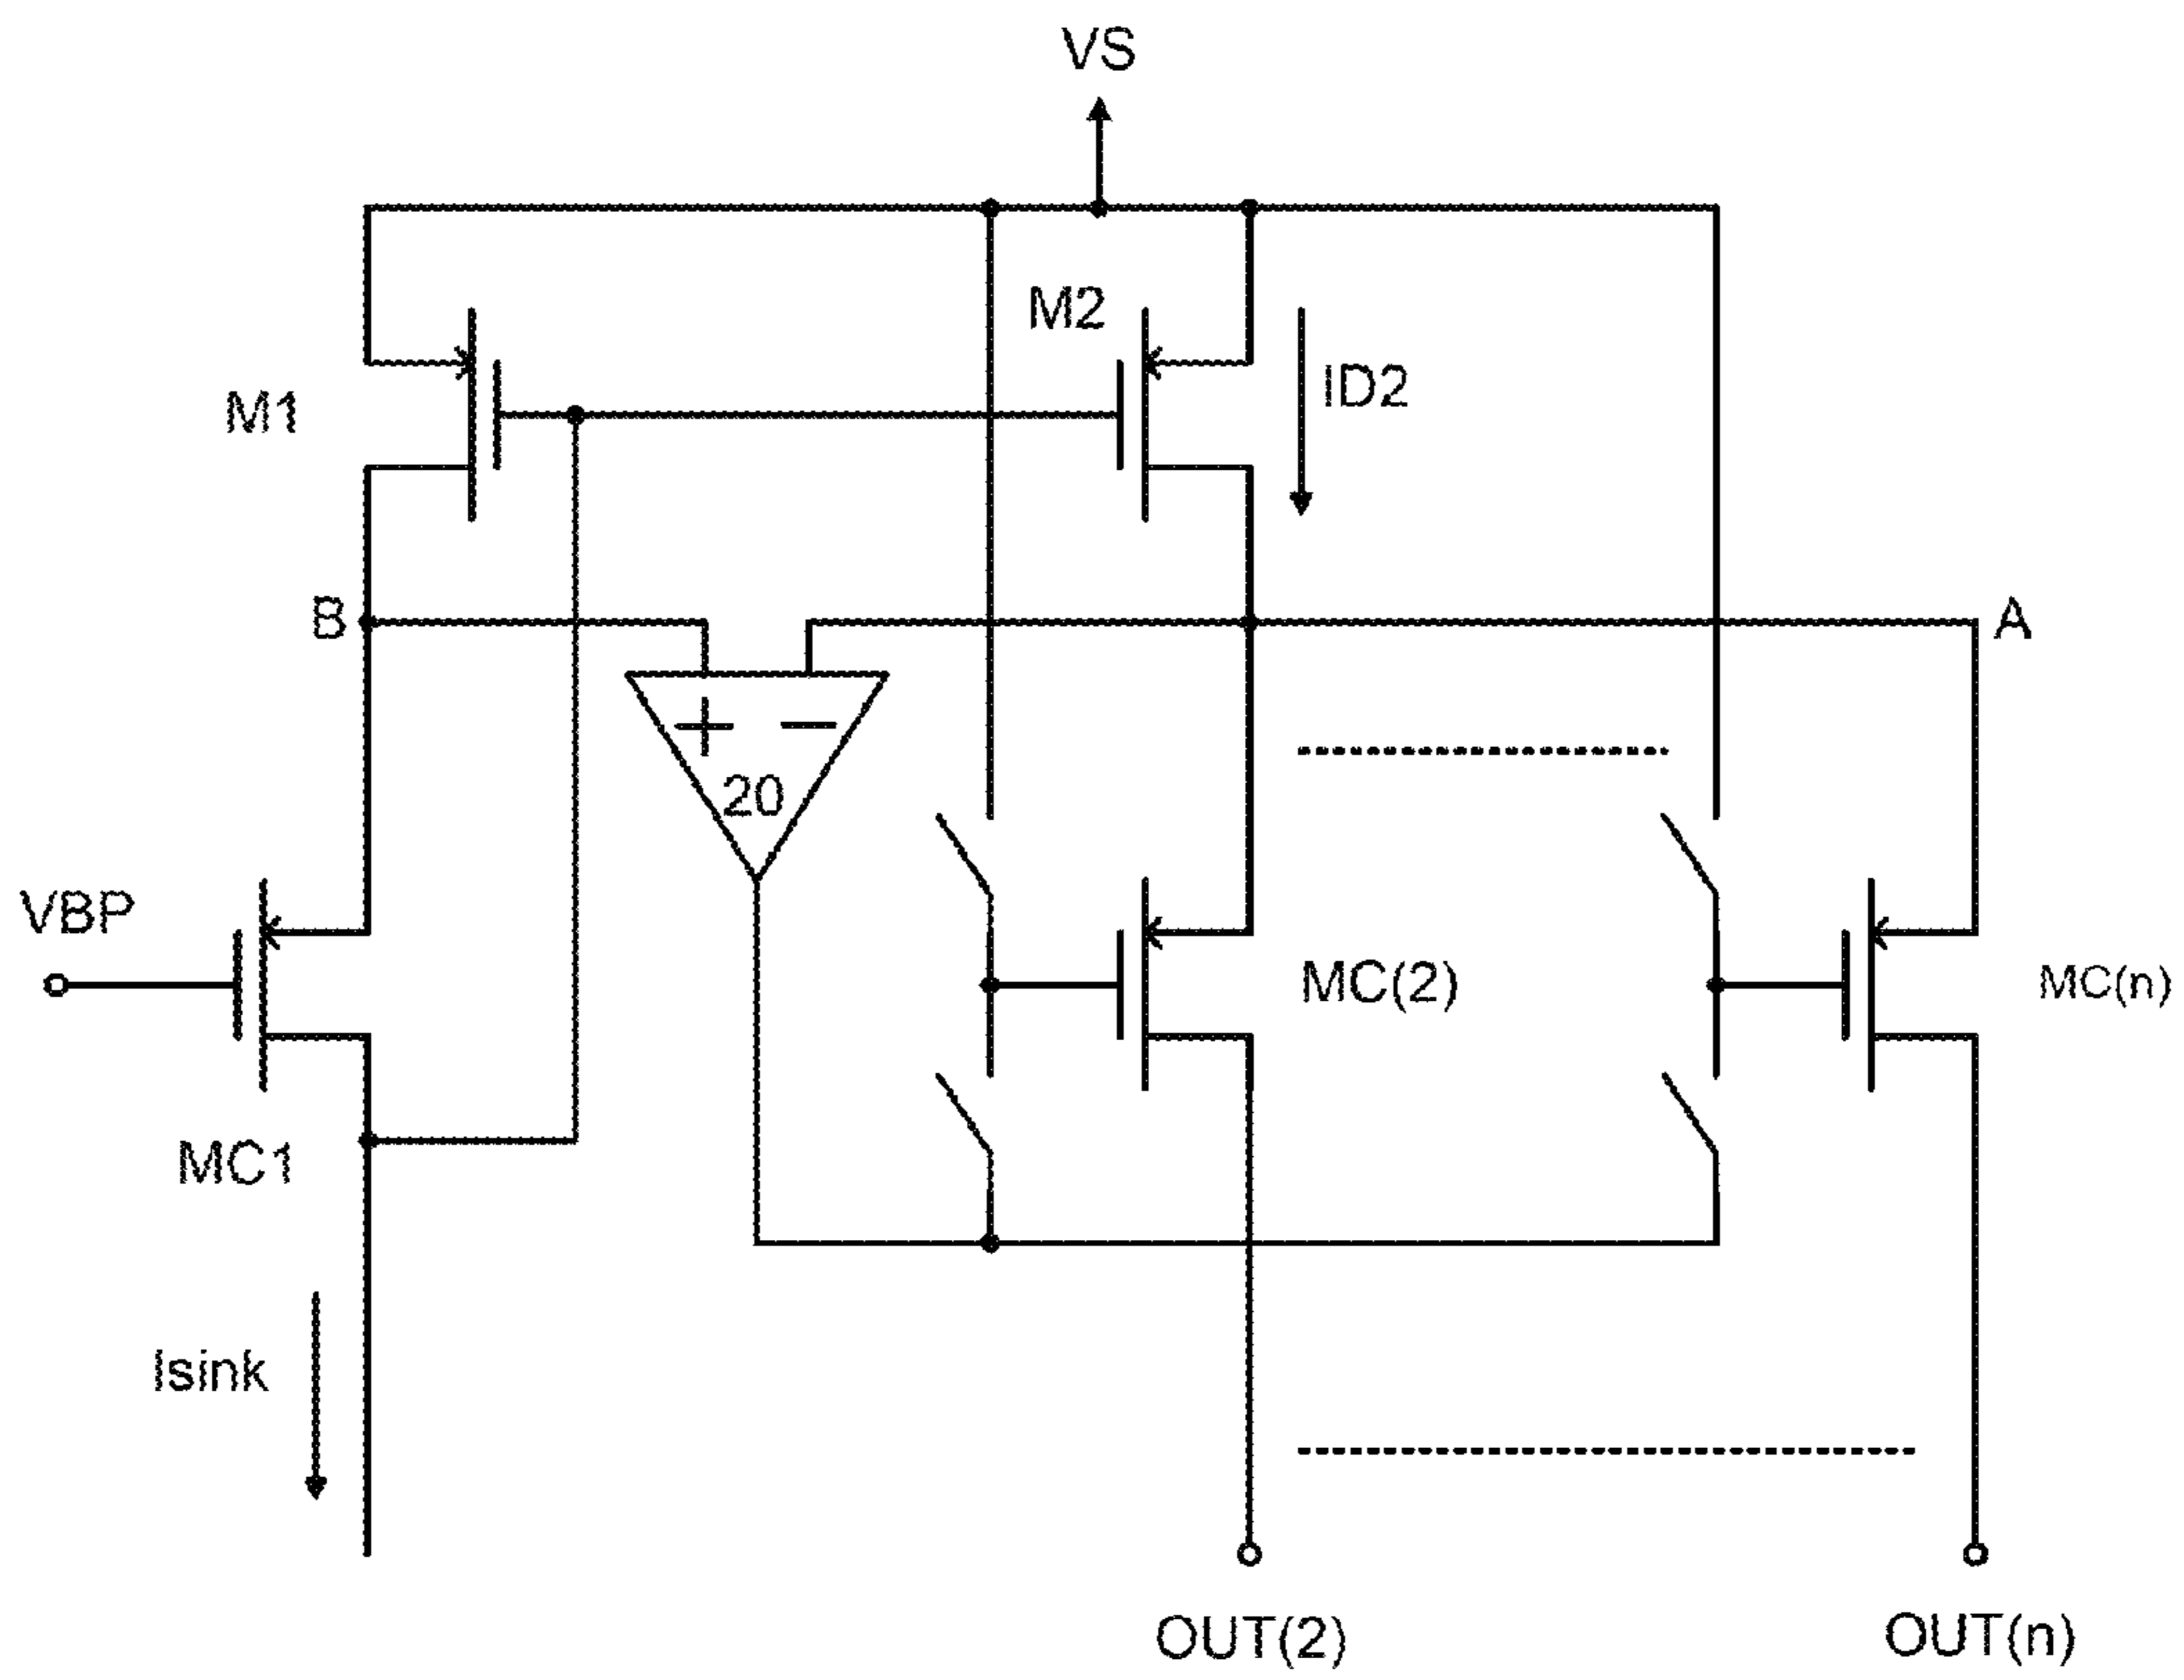 VS
M2
ID2
M1
B
A
+ −
20
VBP
MC(2)
MC(n)
MC1
Isink
OUT(2)
OUT(n)